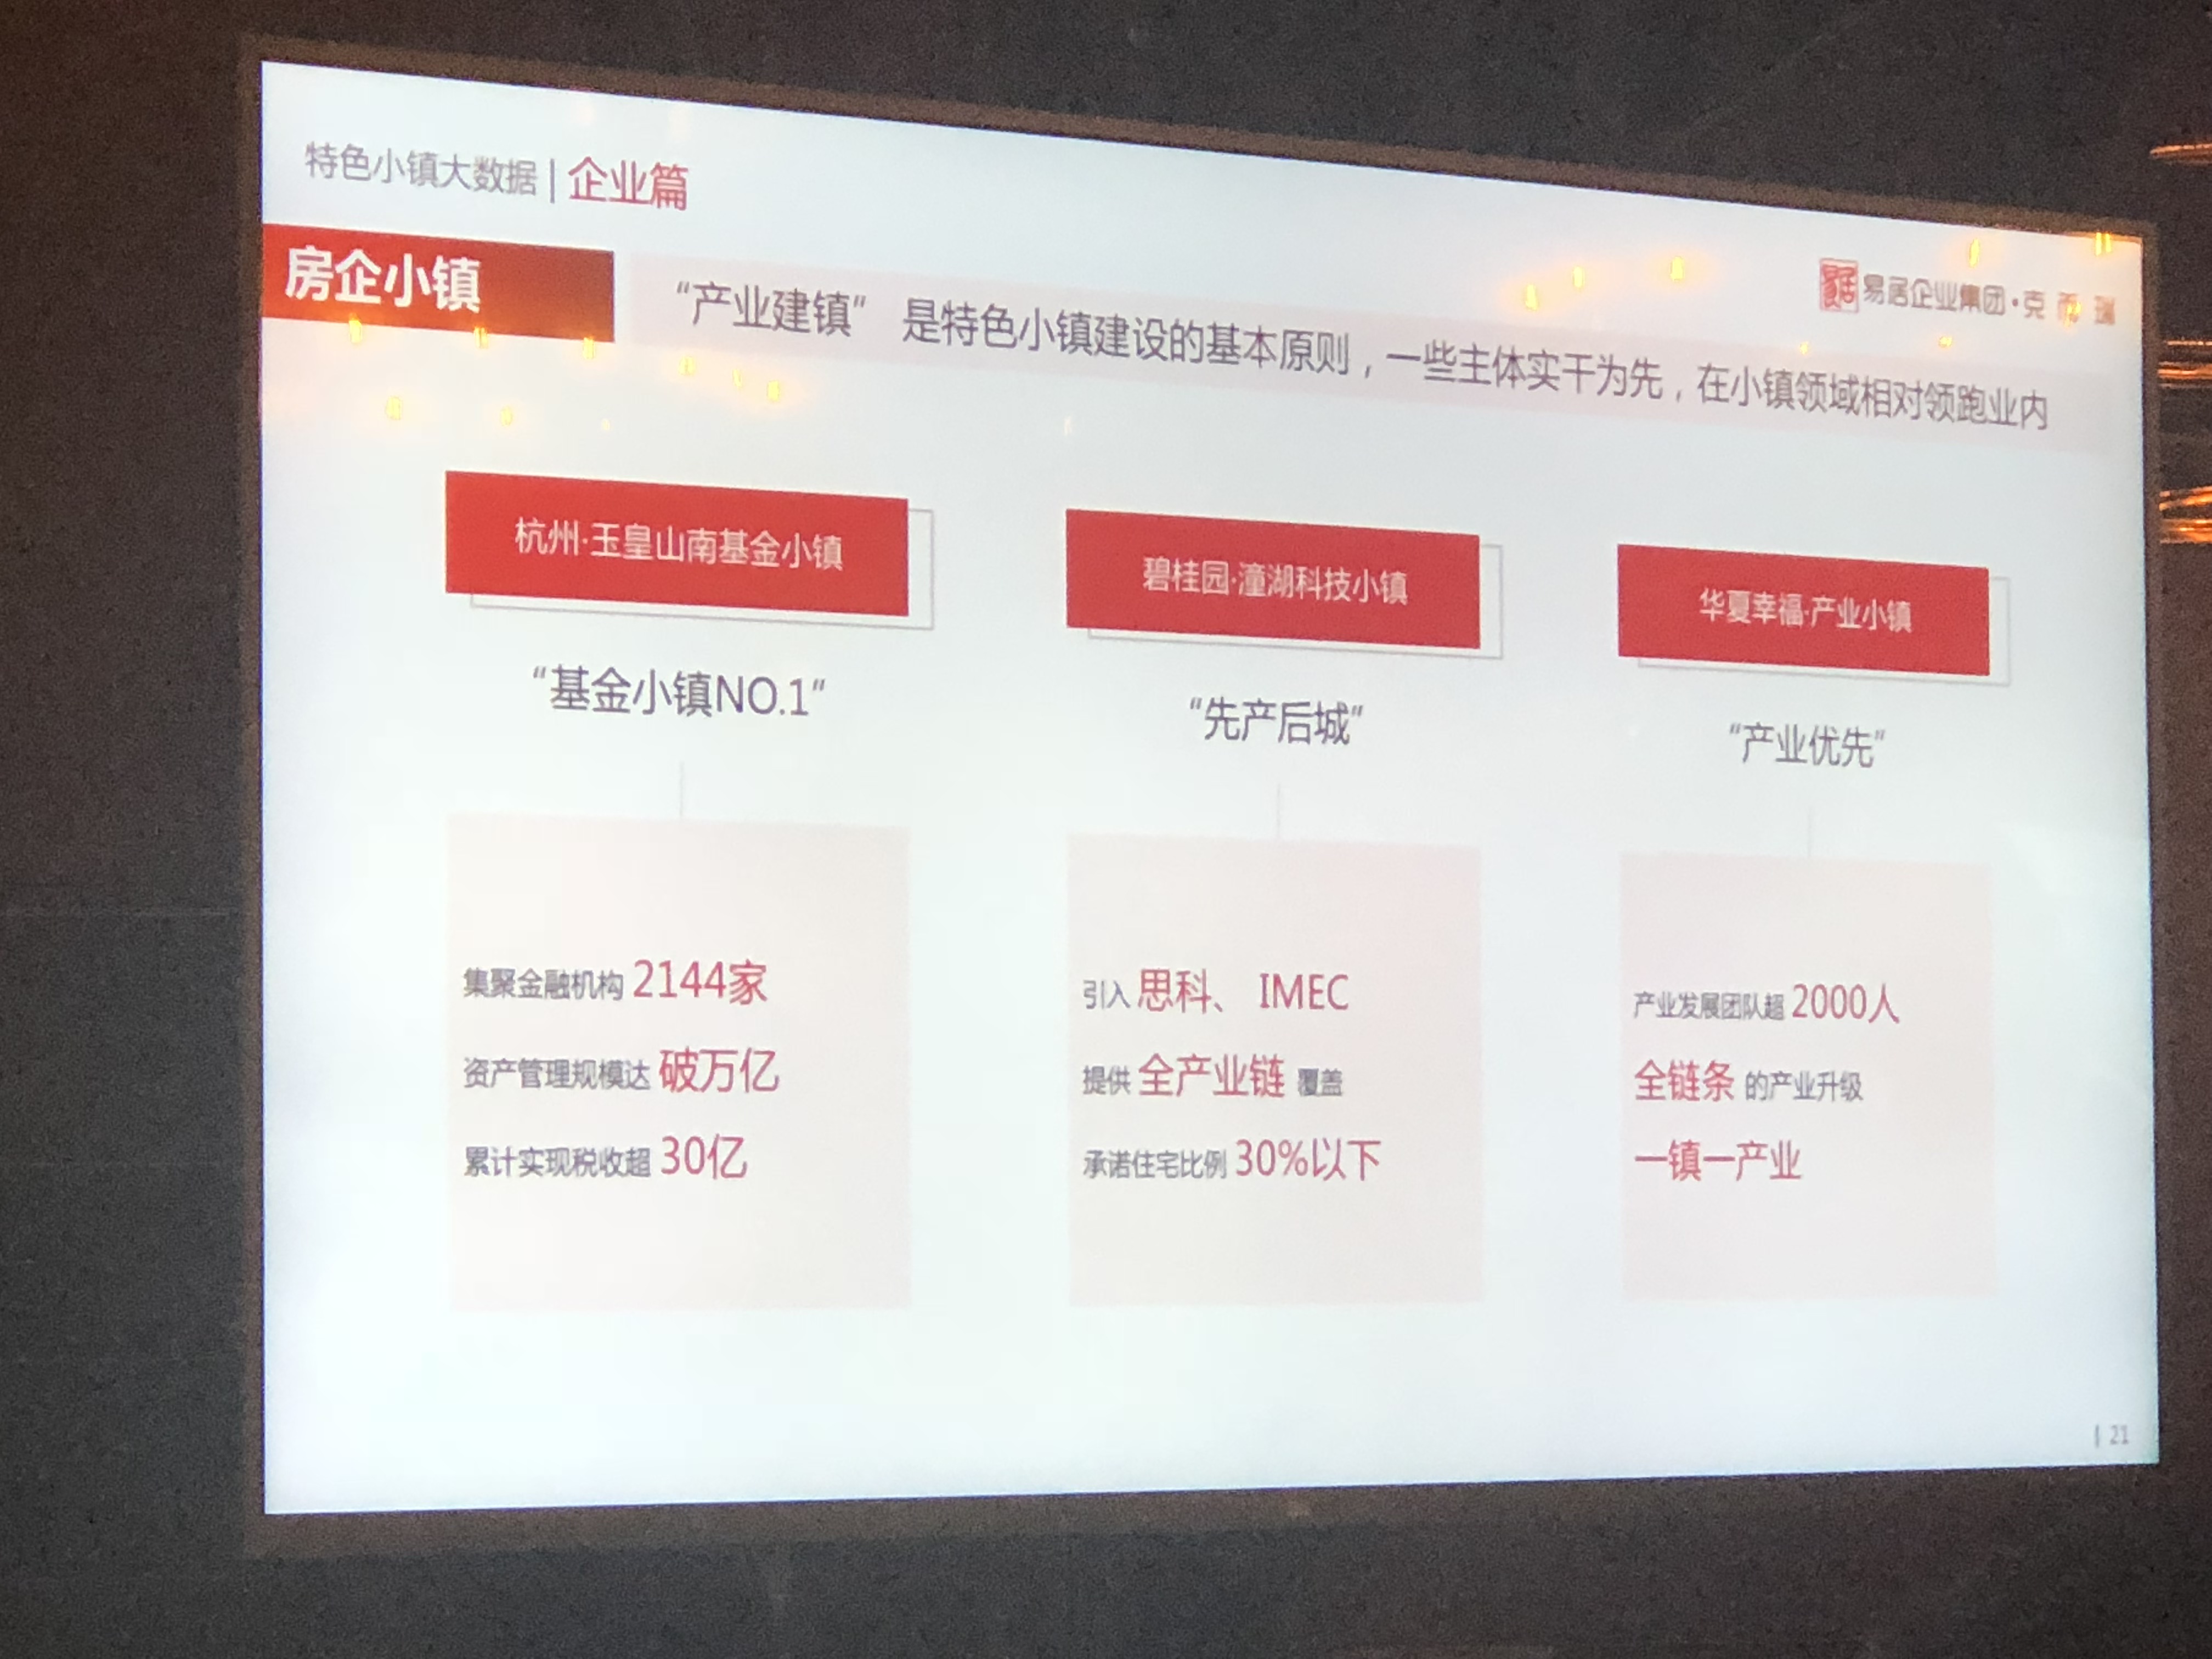 特色小镇大数据 | 企业篇
易居企业集团·克而瑞
房企小镇
“产业建镇” 是特色小镇建设的基本原则，一些主体实干为先，在小镇领域相对领跑业内
杭州·玉皇山南基金小镇
“基金小镇NO.1”
集聚金融机构 2144家
资产管理规模达 破万亿
累计实现税收超 30亿
碧桂园·潼湖科技小镇
“先产后城”
引入 思科、 IMEC
提供 全产业链 覆盖
承诺住宅比例 30%以下
华夏幸福·产业小镇
“产业优先”
产业发展团队超 2000人
全链条 的产业升级
一镇一产业
| 21